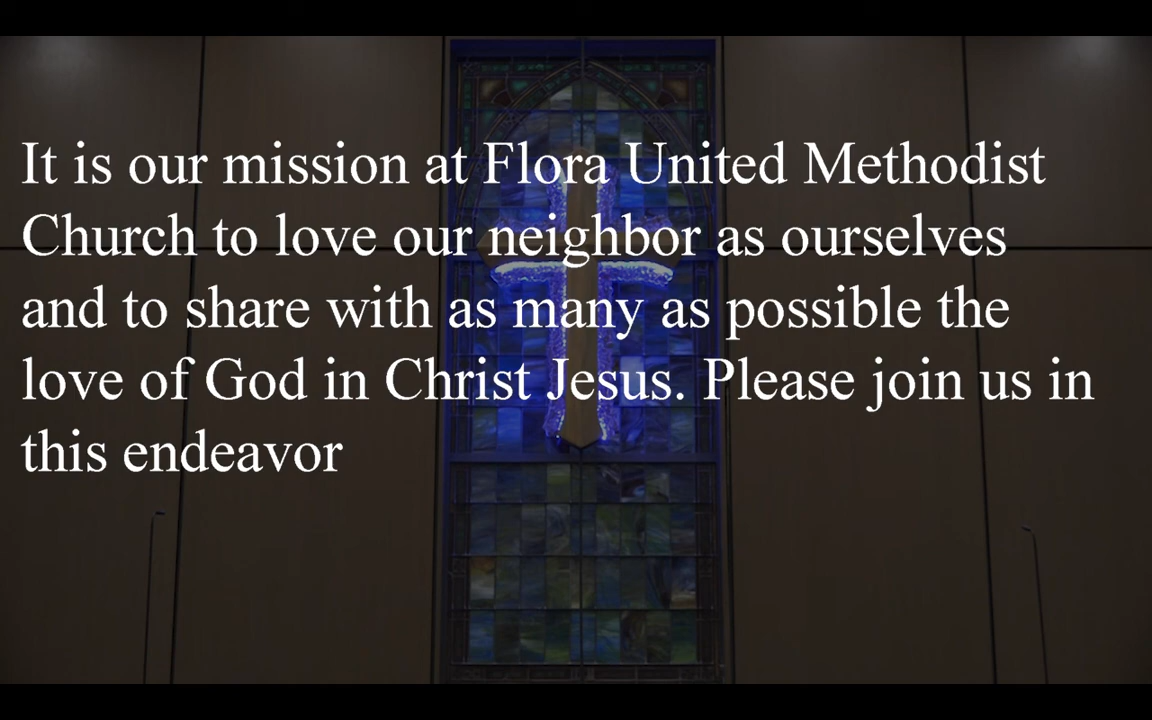 It is our mission at Flora United Methodist
Church to love our neighbor as ourselves
and to share with as many as possible the
love of God in Christ Jesus. Please join us in
this endeavor